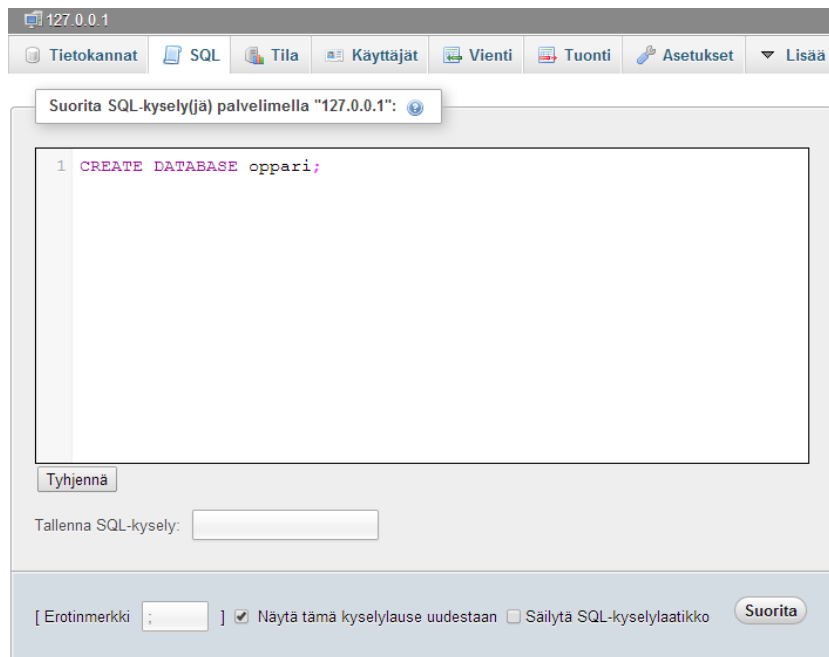 127.0.0.1
Tietokannat SQL Tila Käyttäjät Vienti Tuonti Asetukset Lisää
Suorita SQL-kysely(jä) palvelimella "127.0.0.1":
1 CREATE DATABASE oppari;
Tyhjennä
Tallenna SQL-kysely:
[ Erotinmerkki ; ] Näytä tämä kyselylause uudestaan Säilytä SQL-kyselylaatikko Suorita